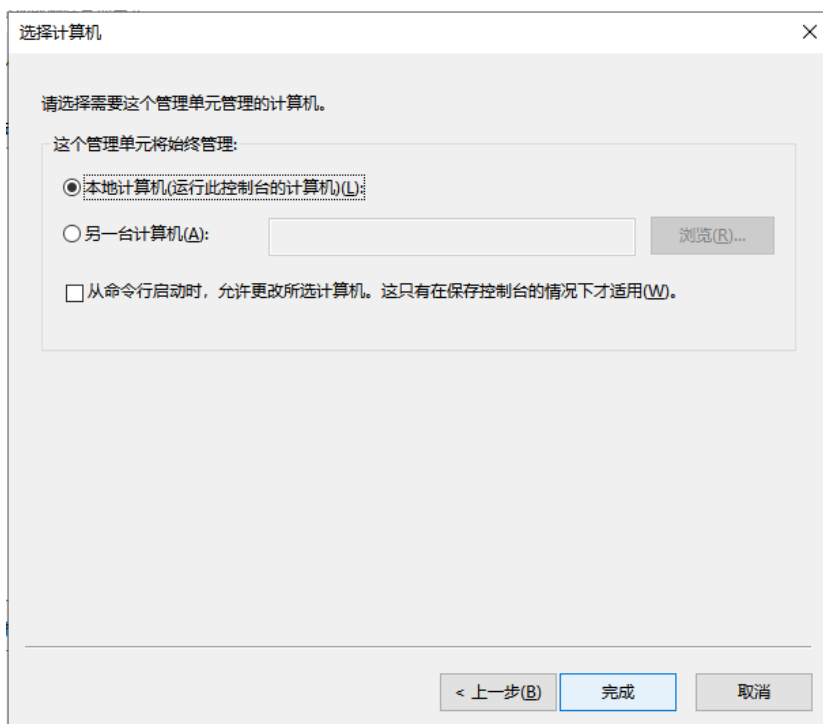 选择计算机
请选择需要这个管理单元管理的计算机。
这个管理单元将始终管理:
本地计算机(运行此控制台的计算机)(L):
另一台计算机(A):
浏览(R)...
从命令行启动时，允许更改所选计算机。这只有在保存控制台的情况下才适用(W)。
< 上一步(B)
完成
取消